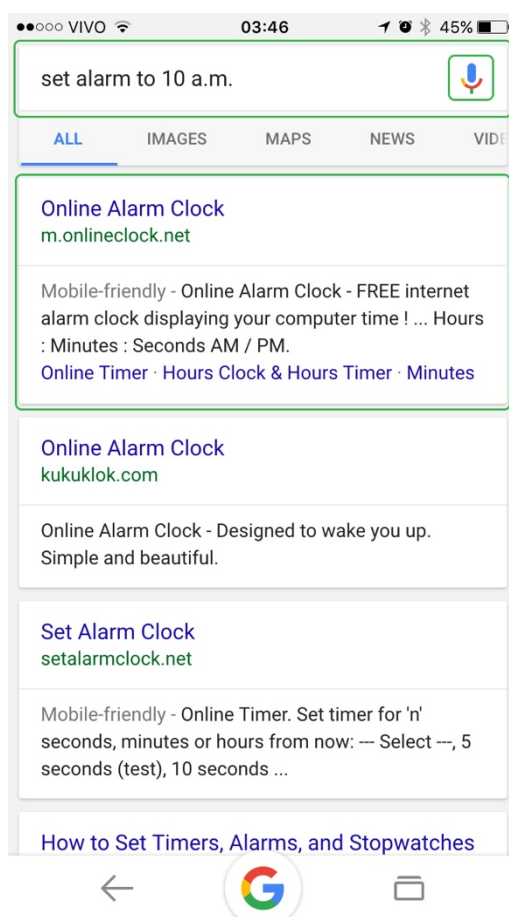 VIVO 03:46 45%
set alarm to 10 a.m.
ALL IMAGES MAPS NEWS
Online Alarm Clock
m.onlineclock.net
Mobile-friendly - Online Alarm Clock - FREE internet
alarm clock displaying your computer time ! ... Hours
: Minutes : Seconds AM / PM.
Online Timer · Hours Clock & Hours Timer · Minutes
Online Alarm Clock
kukuklok.com
Online Alarm Clock - Designed to wake you up.
Simple and beautiful.
Set Alarm Clock
setalarmclock.net
Mobile-friendly - Online Timer. Set timer for 'n'
seconds, minutes or hours from now: --- Select ---, 5
seconds (test), 10 seconds ...
How to Set Timers, Alarms, and Stopwatches
G